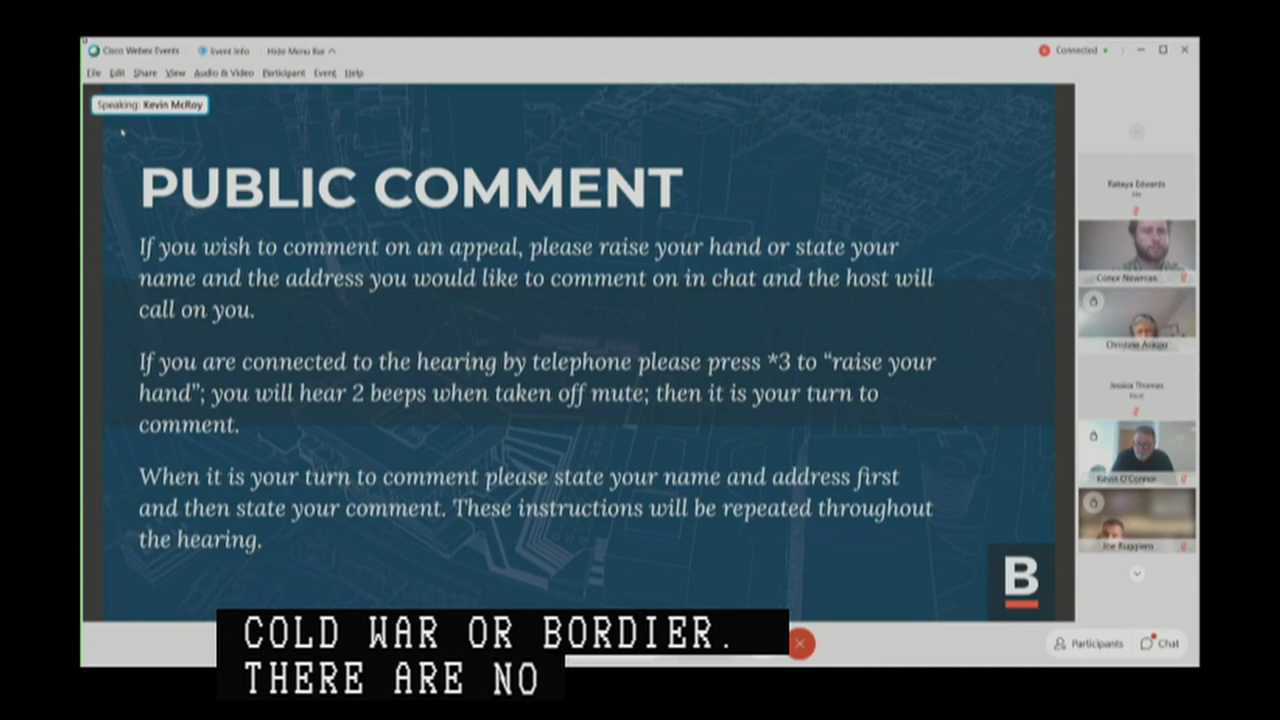 Cisco Webex Events
Event Info
Hide Menu Bar
Connected
File Edit Share View Audio & Video Participant Event Help
Speaking: Kevin McRoy
PUBLIC COMMENT
If you wish to comment on an appeal, please raise your hand or state your
name and the address you would like to comment on in chat and the host will
call on you.
If you are connected to the hearing by telephone please press *3 to “raise your
hand”; you will hear 2 beeps when taken off mute; then it is your turn to
comment.
When it is your turn to comment please state your name and address first
and then state your comment. These instructions will be repeated throughout
the hearing.
B
Rakeya Edwards
Me
Conor Newman
Christine Araujo
Jessica Thomas
Host
Kevin O'Connor
Joe Ruggiero
Participants
Chat
COLD WAR OR BORDIER.
THERE ARE NO